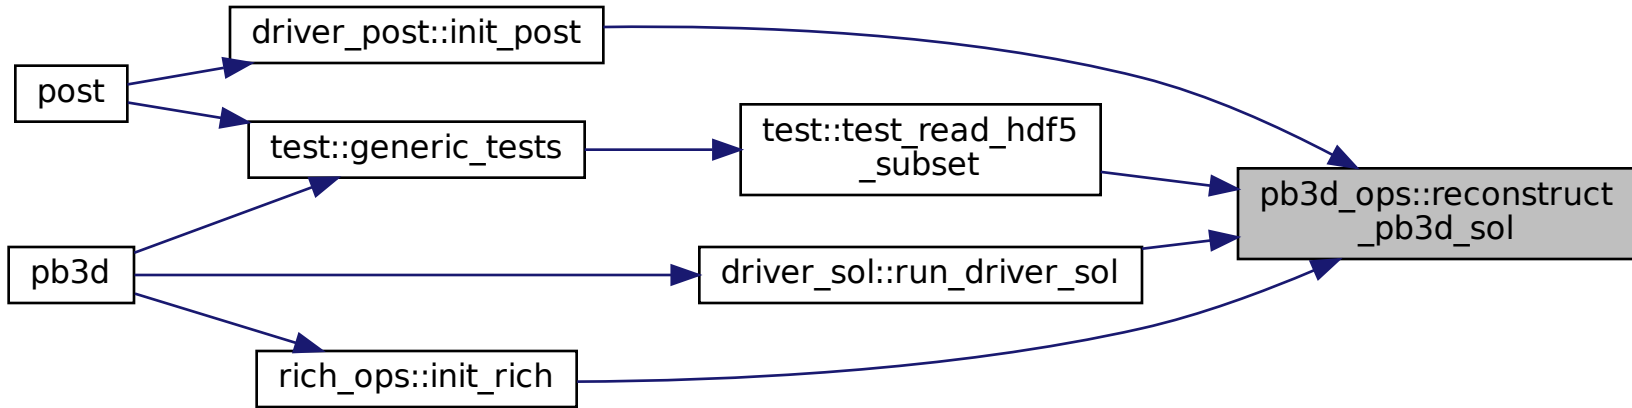 driver_post::init_post
post
test::generic_tests
test::test_read_hdf5
_subset
pb3d_ops::reconstruct
_pb3d_sol
pb3d
driver_sol::run_driver_sol
rich_ops::init_rich